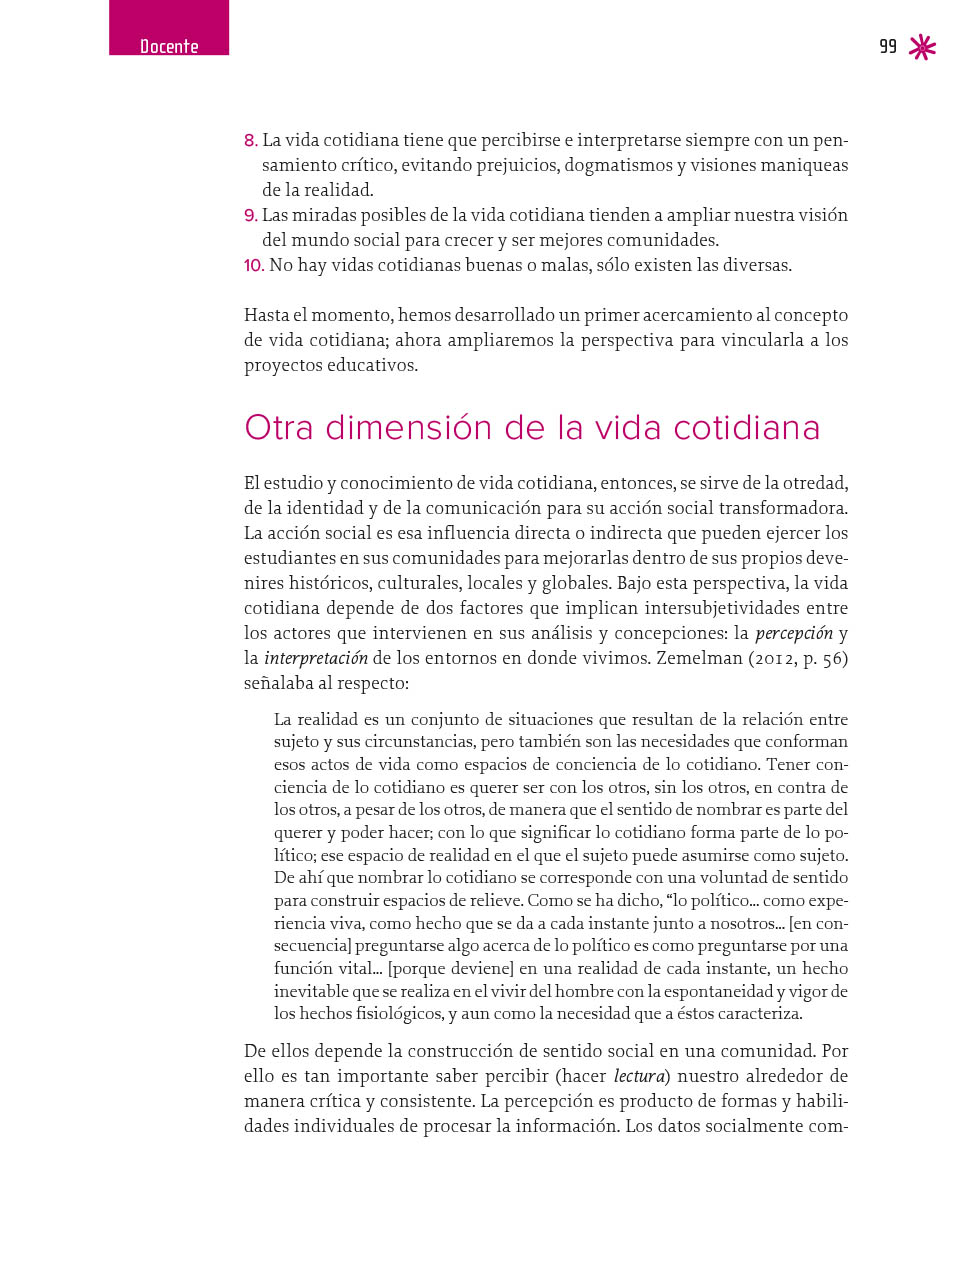 Docente
99
8. La vida cotidiana tiene que percibirse e interpretarse siempre con un pen-
samiento crítico, evitando prejuicios, dogmatismos y visiones maniqueas
de la realidad.
9. Las miradas posibles de la vida cotidiana tienden a ampliar nuestra visión
del mundo social para crecer y ser mejores comunidades.
10. No hay vidas cotidianas buenas o malas, sólo existen las diversas.
Hasta el momento, hemos desarrollado un primer acercamiento al concepto
de vida cotidiana; ahora ampliaremos la perspectiva para vincularla a los
proyectos educativos.
Otra dimensión de la vida cotidiana
El estudio y conocimiento de vida cotidiana, entonces, se sirve de la otredad,
de la identidad y de la comunicación para su acción social transformadora.
La acción social es esa influencia directa o indirecta que pueden ejercer los
estudiantes en sus comunidades para mejorarlas dentro de sus propios deve-
nires históricos, culturales, locales y globales. Bajo esta perspectiva, la vida
cotidiana depende de dos factores que implican intersubjetividades entre
los actores que intervienen en sus análisis y concepciones: la percepción y
la interpretación de los entornos en donde vivimos. Zemelman (2012, p. 56)
señalaba al respecto:
La realidad es un conjunto de situaciones que resultan de la relación entre
sujeto y sus circunstancias, pero también son las necesidades que conforman
esos actos de vida como espacios de conciencia de lo cotidiano. Tener con-
ciencia de lo cotidiano es querer ser con los otros, sin los otros, en contra de
los otros, a pesar de los otros, de manera que el sentido de nombrar es parte del
querer y poder hacer; con lo que significar lo cotidiano forma parte de lo po-
lítico; ese espacio de realidad en el que el sujeto puede asumirse como sujeto.
De ahí que nombrar lo cotidiano se corresponde con una voluntad de sentido
para construir espacios de relieve. Como se ha dicho, “lo político... como expe-
riencia viva, como hecho que se da a cada instante junto a nosotros... [en con-
secuencia] preguntarse algo acerca de lo político es como preguntarse por una
función vital... [porque deviene] en una realidad de cada instante, un hecho
inevitable que se realiza en el vivir del hombre con la espontaneidad y vigor de
los hechos fisiológicos, y aun como la necesidad que a éstos caracteriza.
De ellos depende la construcción de sentido social en una comunidad. Por
ello es tan importante saber percibir (hacer lectura) nuestro alrededor de
manera crítica y consistente. La percepción es producto de formas y habili-
dades individuales de procesar la información. Los datos socialmente com-